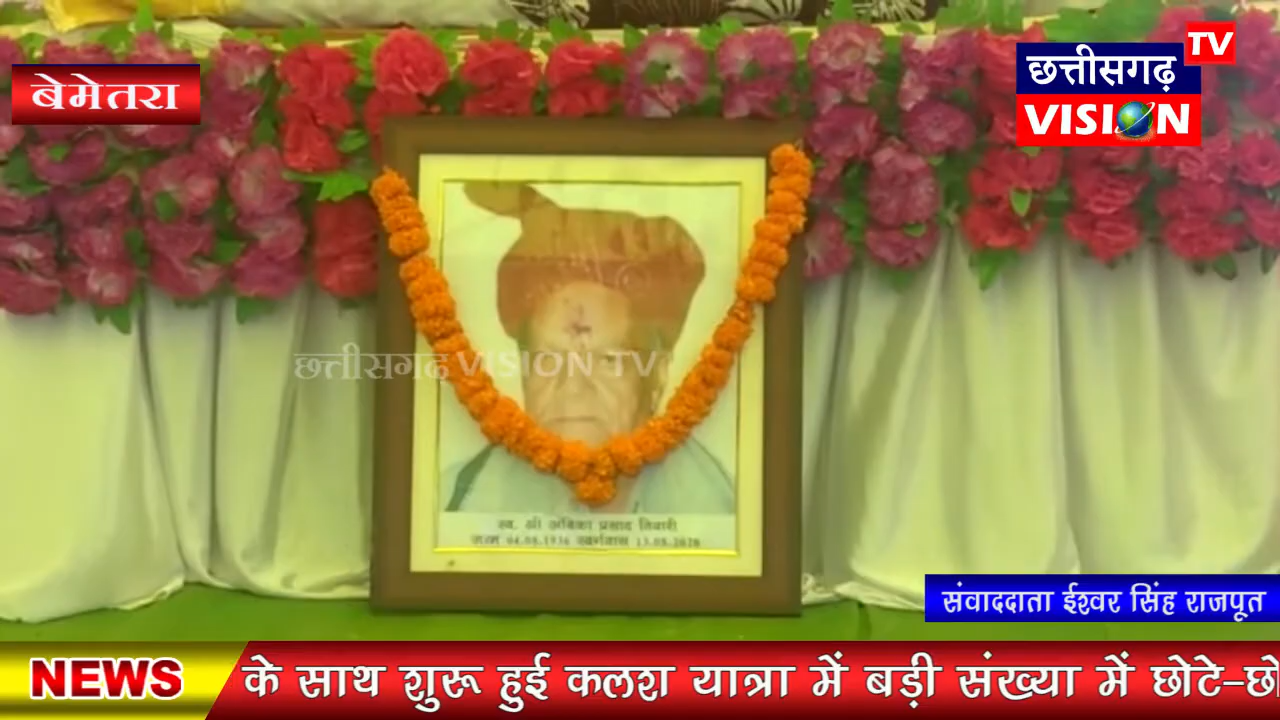 बेमेतरा
छत्तीसगढ़ TV
VISION
छत्तीसगढ़ VISION TV
स्व. श्री अंबिका प्रसाद तिवारी
जन्म 04.08.1936 स्वर्गवास 13.08.2020
संवाददाता ईश्वर सिंह राजपूत
NEWS के साथ शुरू हुई कलश यात्रा में बड़ी संख्या में छोटे-छो